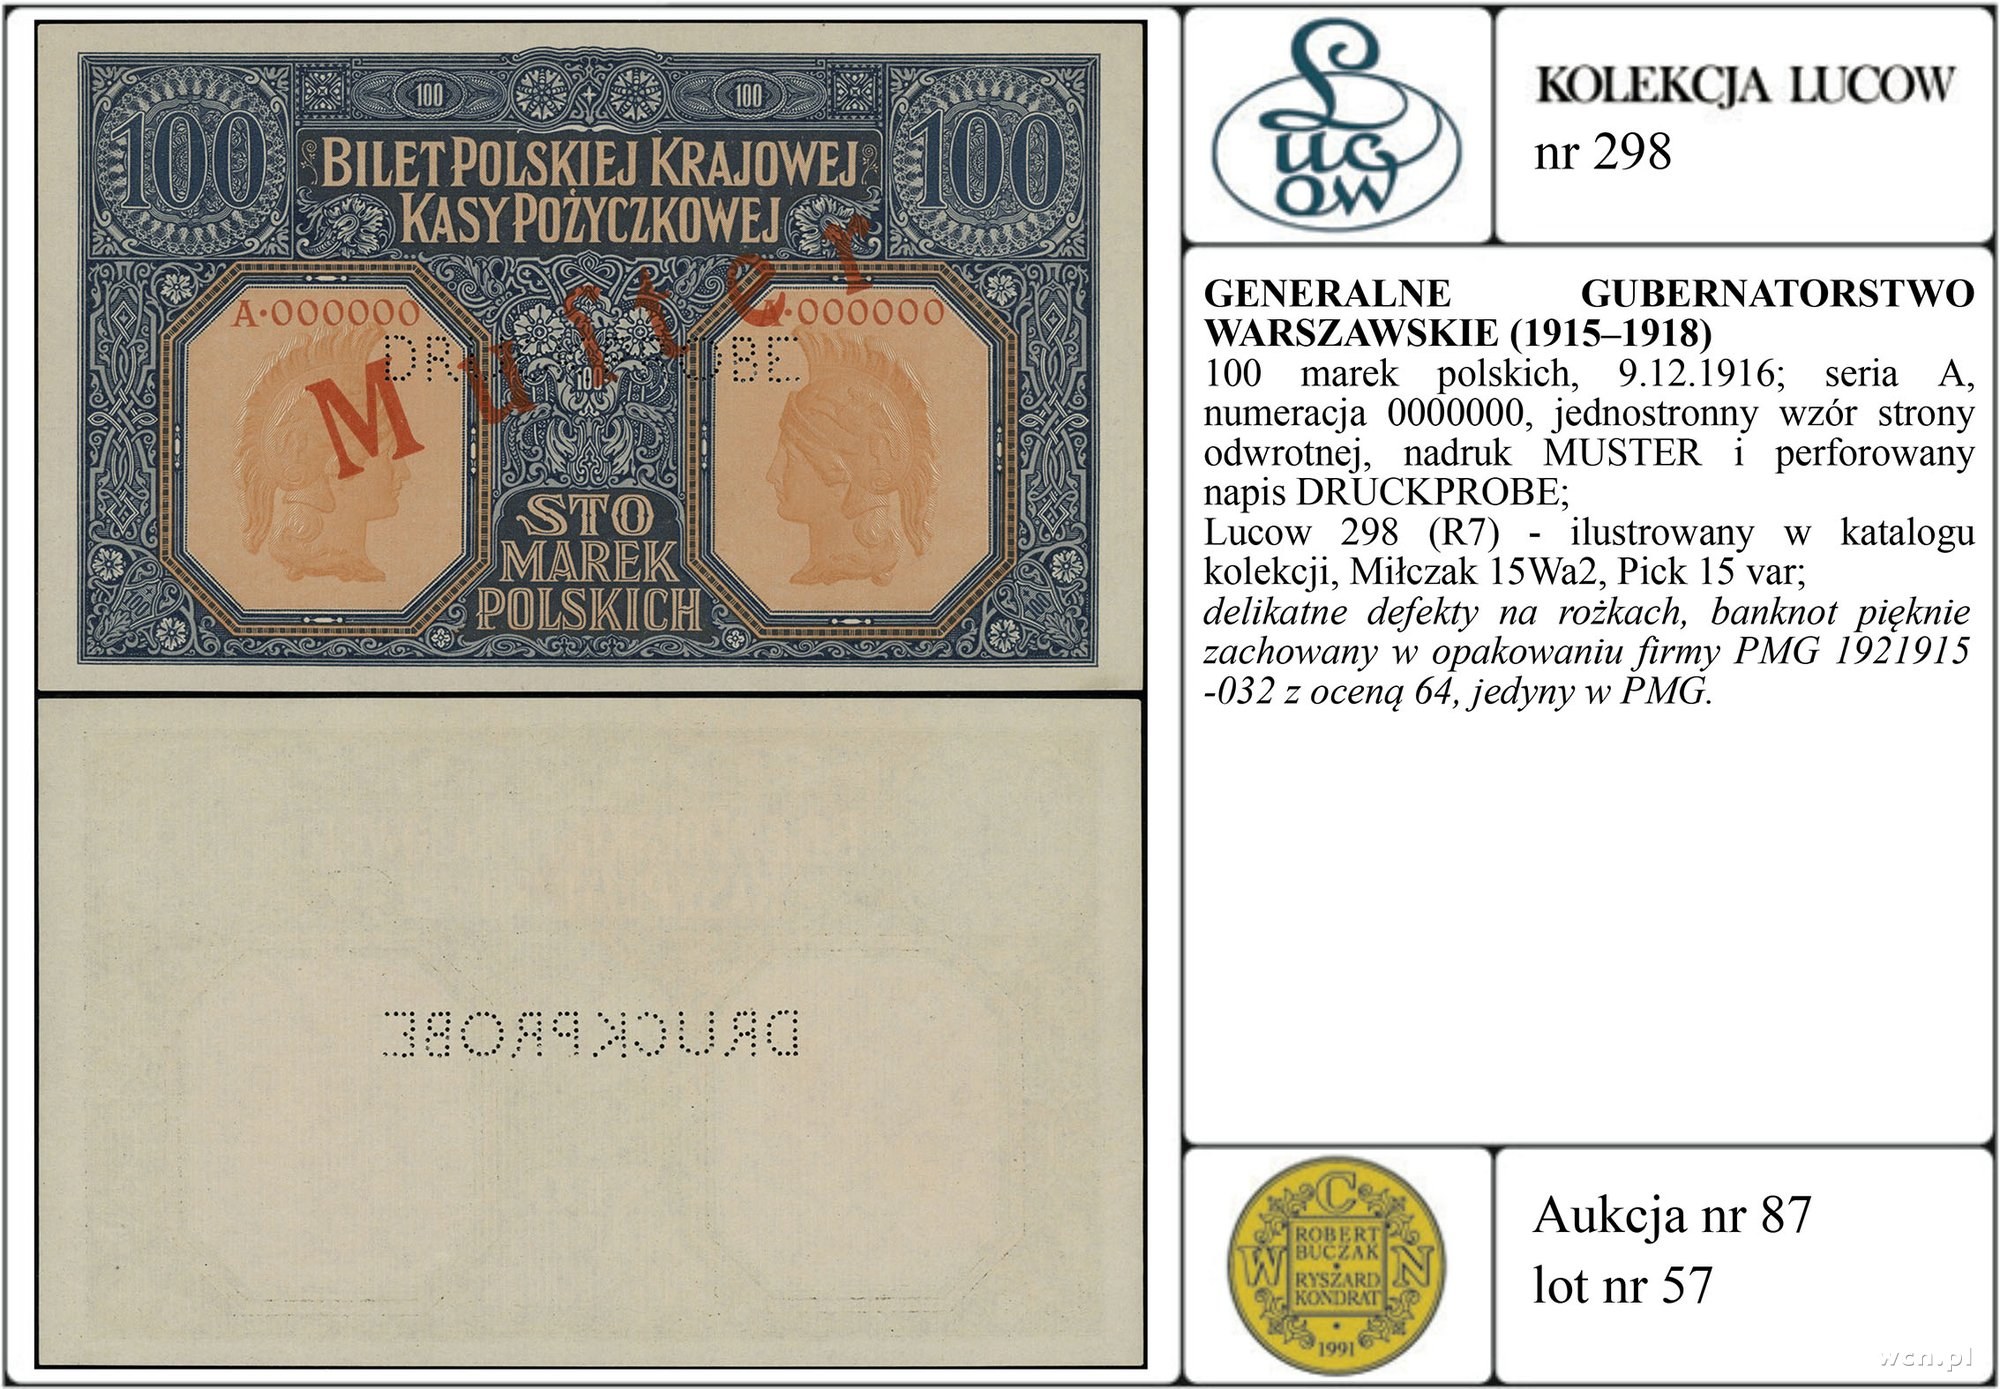 100 100
100 100
BILET POLSKIEJ KRAJOWEJ
KASY POŻYCZKOWEJ
A·000000 A·000000
DRUCKPROBE
Muster
STO
MAREK
POLSKICH
DRUCKPROBE
Lucow
KOLEKCJA LUCOW
nr 298
GENERALNE GUBERNATORSTWO
WARSZAWSKIE (1915–1918)
100 marek polskich, 9.12.1916; seria A,
numeracja 0000000, jednostronny wzór strony
odwrotnej, nadruk MUSTER i perforowany
napis DRUCKPROBE;
Lucow 298 (R7) - ilustrowany w katalogu
kolekcji, Miłczak 15Wa2, Pick 15 var;
delikatne defekty na rożkach, banknot pięknie
zachowany w opakowaniu firmy PMG 1921915
-032 z oceną 64, jedyny w PMG.
W C N
ROBERT
BUCZAK
RYSZARD
KONDRAT
1991
Aukcja nr 87
lot nr 57
wcn.pl